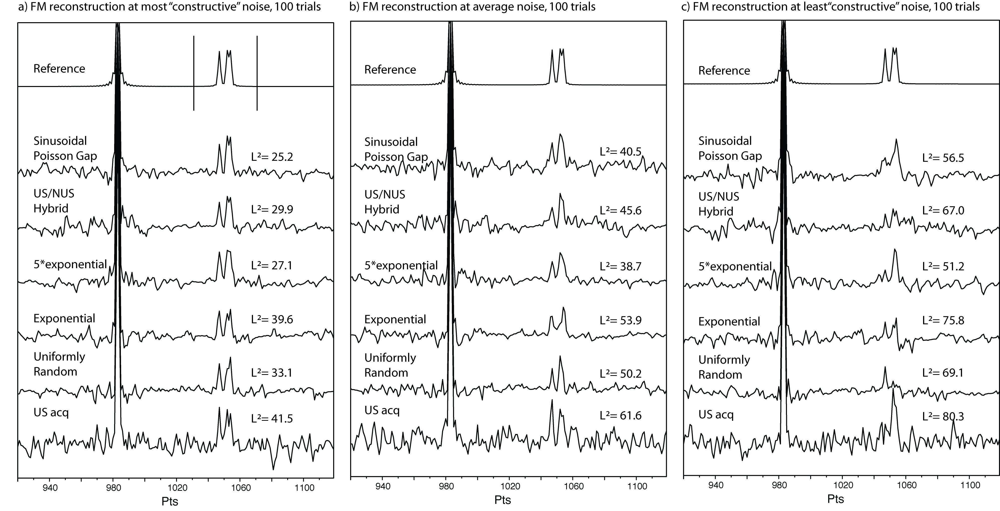 a) FM reconstruction at most “constructive” noise, 100 trials
Reference
Sinusoidal
Poisson Gap
L²= 25.2
US/NUS
Hybrid
L²= 29.9
5*exponential
L²= 27.1
Exponential
L²= 39.6
Uniformly
Random
L²= 33.1
US acq
L²= 41.5
940 980 1020 1060 1100
Pts
b) FM reconstruction at average noise, 100 trials
Reference
Sinusoidal
Poisson Gap
L²= 40.5
US/NUS
Hybrid
L²= 45.6
5*exponential
L²= 38.7
Exponential
L²= 53.9
Uniformly
Random
L²= 50.2
US acq
L²= 61.6
940 980 1020 1060 1100
Pts
c) FM reconstruction at least“constructive” noise, 100 trials
Reference
Sinusoidal
Poisson Gap
L²= 56.5
US/NUS
Hybrid
L²= 67.0
5*exponential
L²= 51.2
Exponential
L²= 75.8
Uniformly
Random
L²= 69.1
US acq
L²= 80.3
940 980 1020 1060 1100
Pts